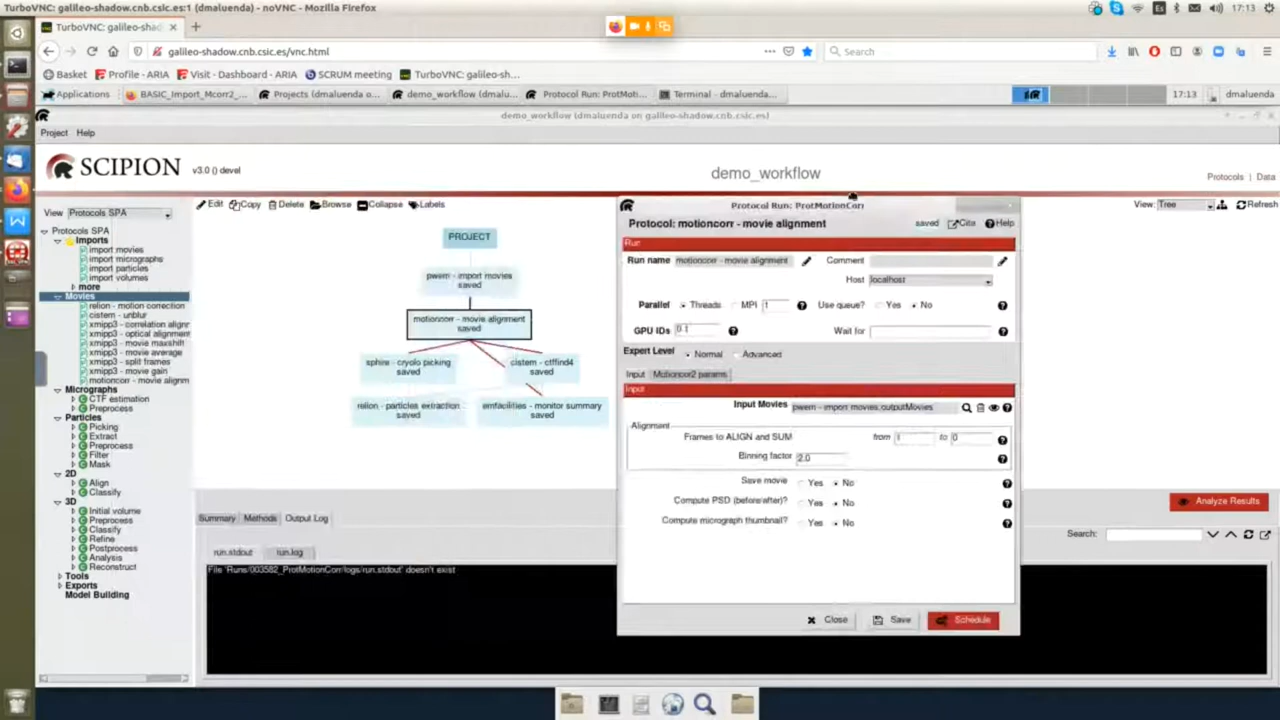 TurboVNC: galileo-shadow.cnb.csic.es:1 (dmaluenda) - noVNC - Mozilla Firefox
Es
17:13
TurboVNC: galileo-shado
galileo-shadow.cnb.csic.es/vnc.html
Search
Basket
Profile - ARIA
Visit - Dashboard - ARIA
SCRUM meeting
TurboVNC: galileo-sh...
Applications
BASIC_Import_Mcorr2_...
Projects (dmaluenda o...
demo_workflow (dmalu...
Protocol Run: ProtMoti...
Terminal - dmaluenda...
17:13
dmaluenda
demo_workflow (dmaluenda on galileo-shadow.cnb.csic.es)
Project Help
SCIPION
v3.0 () devel
demo_workflow
Protocols | Data
View Protocols SPA
Edit Copy Delete Browse Collapse Labels
View: Tree
Refresh
Protocols SPA
Imports
import movies
import micrographs
import particles
import volumes
more
Movies
relion - motion correction
cistem - unblur
xmipp3 - correlation alignr
xmipp3 - optical alignment
xmipp3 - movie maxshift
xmipp3 - movie average
xmipp3 - split frames
xmipp3 - movie gain
motioncorr - movie alignm
Micrographs
CTF estimation
Preprocess
Particles
Picking
Extract
Preprocess
Filter
Mask
2D
Align
Classify
3D
Initial volume
Preprocess
Classify
Refine
Postprocess
Analysis
Reconstruct
Tools
Exports
Model Building
PROJECT
pwem - import movies
saved
motioncorr - movie alignment
saved
sphire - cryolo picking
saved
cistem - ctffind4
saved
relion - particles extraction
saved
emfacilities - monitor summary
saved
Protocol Run: ProtMotionCorr
Protocol: motioncorr - movie alignment
saved Cite Help
Run
Run name motioncorr - movie alignment
Comment
Host localhost
Parallel Threads MPI 1
Use queue? Yes No
GPU IDs 0 1
Wait for
Expert Level Normal Advanced
Input Motioncor2 params
Input
Input Movies pwem - import movies.outputMovies
Alignment
Frames to ALIGN and SUM from 1 to 0
Binning factor 2.0
Save movie Yes No
Compute PSD (before/after)? Yes No
Compute micrograph thumbnail? Yes No
Close Save Schedule
Analyze Results
Summary Methods Output Log
Search:
run.stdout run.log
File 'Runs/003582_ProtMotionCorr/logs/run.stdout' doesn't exist